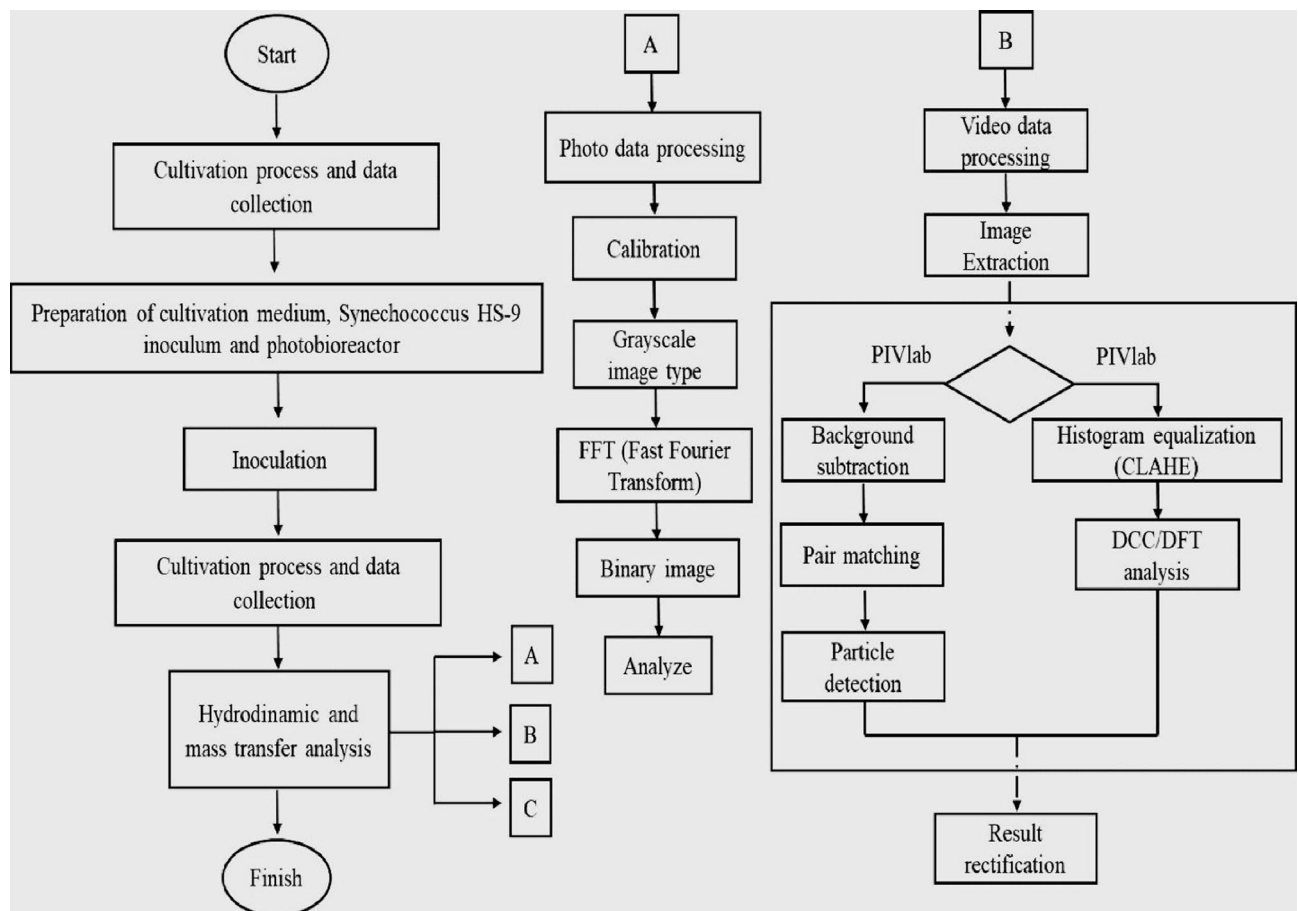 Start
Cultivation process and data
collection
Preparation of cultivation medium, Synechococcus HS-9
inoculum and photobioreactor
Inoculation
Cultivation process and data
collection
Hydrodinamic and
mass transfer analysis
A
B
C
Finish
A
Photo data processing
Calibration
Grayscale
image type
FFT (Fast Fourier
Transform)
Binary image
Analyze
B
Video data
processing
Image
Extraction
PIVlab
PIVlab
Background
subtraction
Pair matching
Particle
detection
Histogram equalization
(CLAHE)
DCC/DFT
analysis
Result
rectification